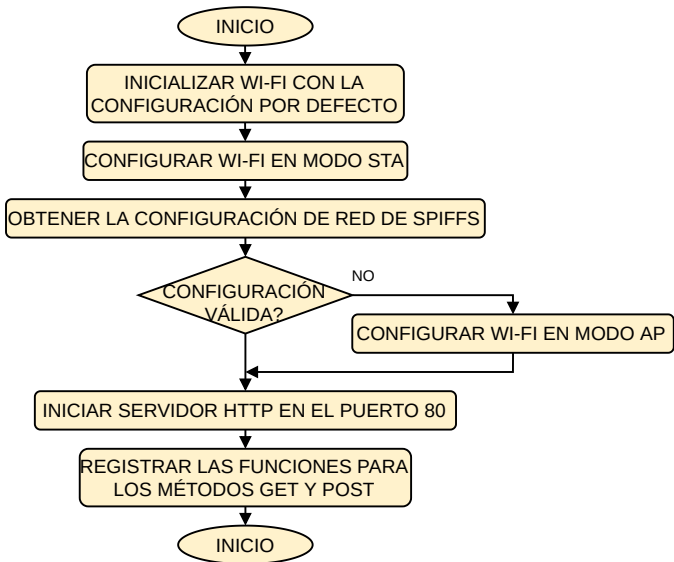 INICIO
INICIALIZAR WI-FI CON LA
CONFIGURACIÓN POR DEFECTO
CONFIGURAR WI-FI EN MODO STA
OBTENER LA CONFIGURACIÓN DE RED DE SPIFFS
CONFIGURACIÓN
VÁLIDA?
NO
CONFIGURAR WI-FI EN MODO AP
INICIAR SERVIDOR HTTP EN EL PUERTO 80
REGISTRAR LAS FUNCIONES PARA
LOS MÉTODOS GET Y POST
INICIO